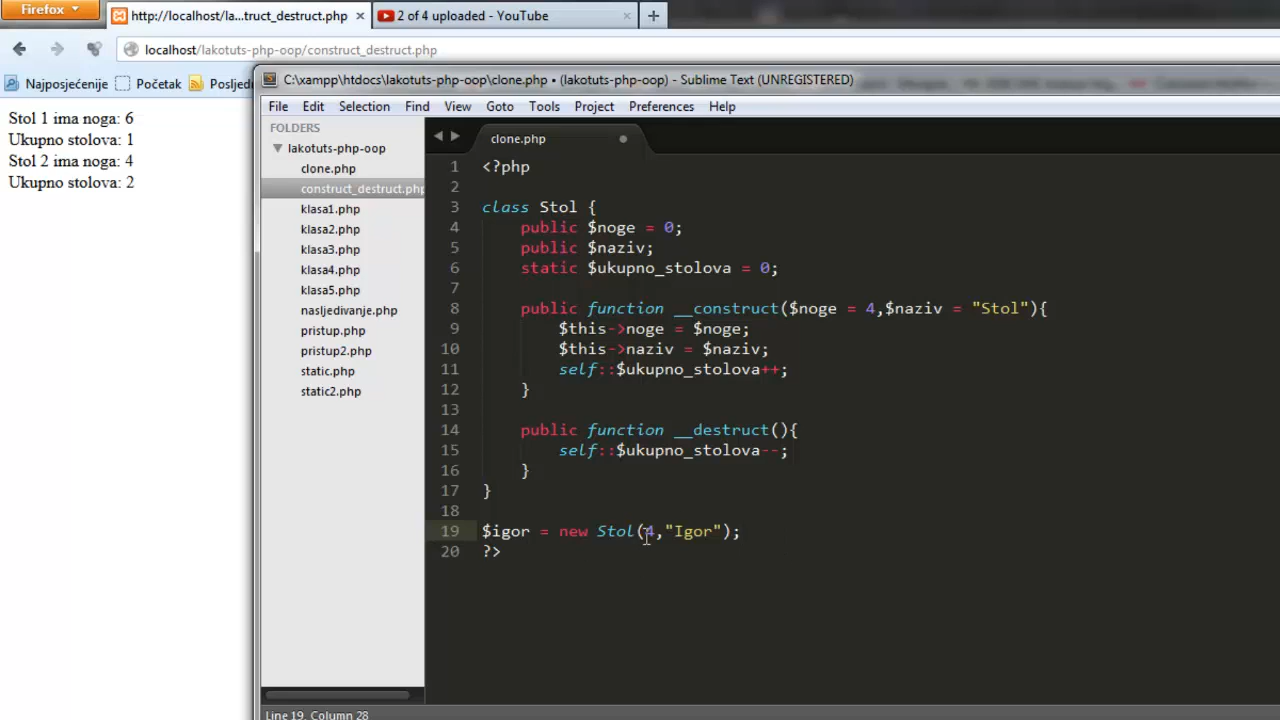 Firefox
http://localhost/la...truct_destruct.php
2 of 4 uploaded - YouTube
localhost/lakotuts-php-oop/construct_destruct.php
Najposjećenije
Početak
Posljed
Stol 1 ima noga: 6
Ukupno stolova: 1
Stol 2 ima noga: 4
Ukupno stolova: 2
C:\xampp\htdocs\lakotuts-php-oop\clone.php • (lakotuts-php-oop) - Sublime Text (UNREGISTERED)
File Edit Selection Find View Goto Tools Project Preferences Help
FOLDERS
lakotuts-php-oop
clone.php
construct_destruct.php
klasa1.php
klasa2.php
klasa3.php
klasa4.php
klasa5.php
nasljedivanje.php
pristup.php
pristup2.php
static.php
static2.php
clone.php
1 <?php
2
3 class Stol {
4 public $noge = 0;
5 public $naziv;
6 static $ukupno_stolova = 0;
7
8 public function __construct($noge = 4,$naziv = "Stol"){
9 $this->noge = $noge;
10 $this->naziv = $naziv;
11 self::$ukupno_stolova++;
12 }
13
14 public function __destruct(){
15 self::$ukupno_stolova--;
16 }
17 }
18
19 $igor = new Stol(4,"Igor");
20 ?>
Line 19, Column 28